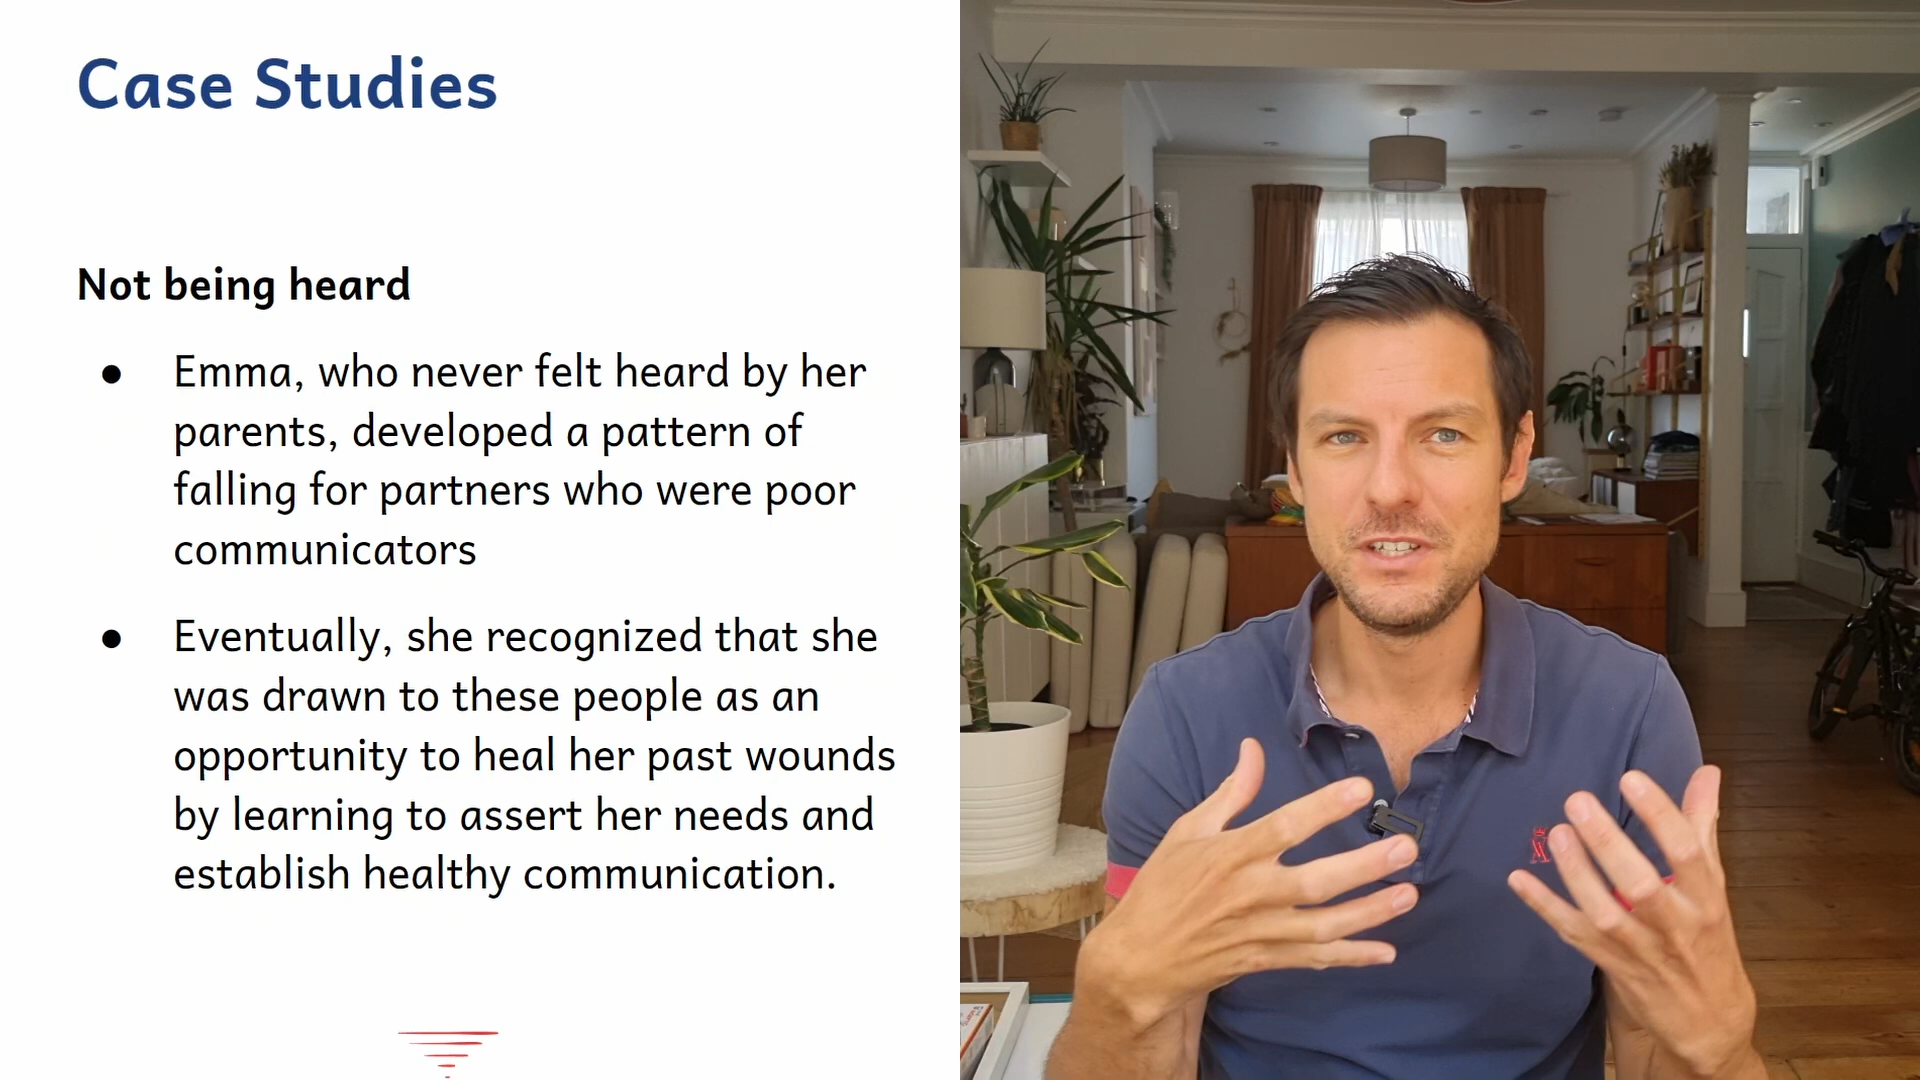 Case Studies
Not being heard
● Emma, who never felt heard by her
parents, developed a pattern of
falling for partners who were poor
communicators
● Eventually, she recognized that she
was drawn to these people as an
opportunity to heal her past wounds
by learning to assert her needs and
establish healthy communication.